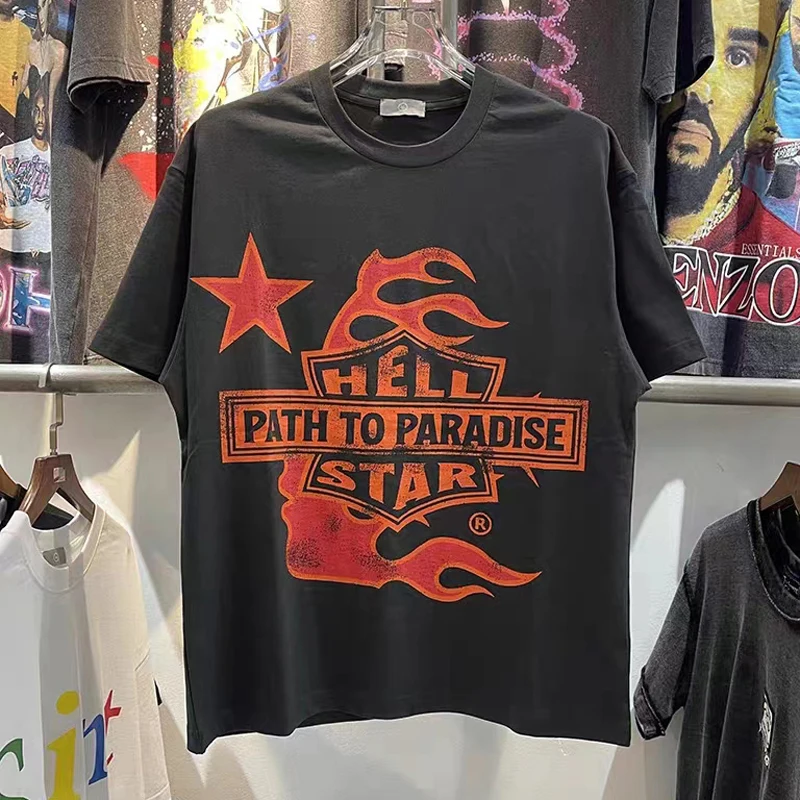 HELL
PATH TO PARADISE
STAR
®
ESSENTIALS
ENZO